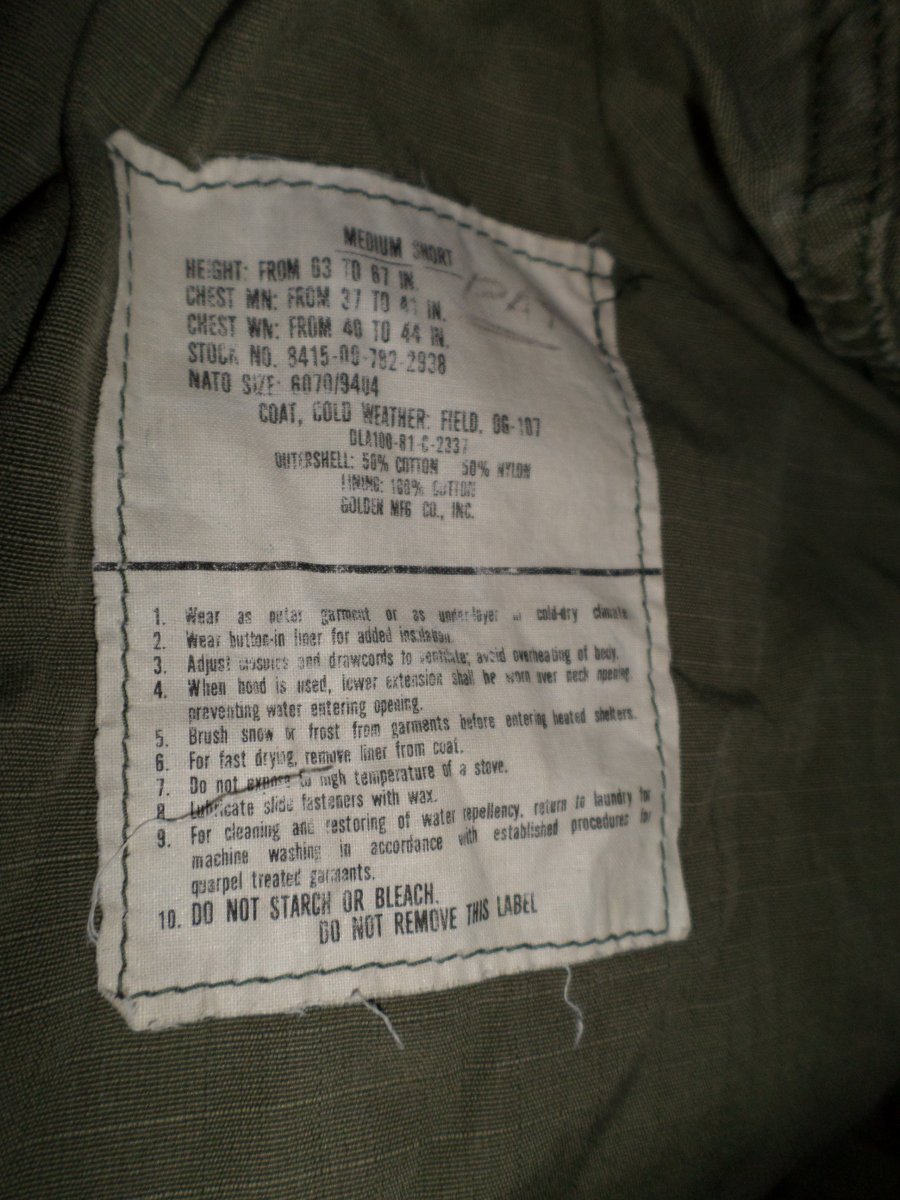 MEDIUM SHORT
HEIGHT: FROM 63 TO 67 IN.
CHEST MN: FROM 37 TO 41 IN.
CHEST WN: FROM 40 TO 44 IN.
STOCK NO. 8415-00-782-2938
NATO SIZE: 6070/9404
COAT, COLD WEATHER: FIELD, OG-107
DLA100-81-C-2337
OUTERSHELL: 50% COTTON 50% NYLON
LINING: 100% COTTON
GOLDEN MFG CO., INC.
1. Wear as outer garment or as underlayer in cold-dry climate.
2. Wear button-in liner for added insulation.
3. Adjust closures and drawcords to ventilate; avoid overheating of body.
4. When hood is used, lower extension shall be worn over neck opening,
preventing water entering opening.
5. Brush snow or frost from garments before entering heated shelters.
6. For fast drying, remove liner from coat.
7. Do not expose to high temperature of a stove.
8 Lubricate slide fasteners with wax.
9. For cleaning and restoring of water repellency, return to laundry for
machine washing in accordance with established procedures for
quarpel treated garments.
10. DO NOT STARCH OR BLEACH.
DO NOT REMOVE THIS LABEL